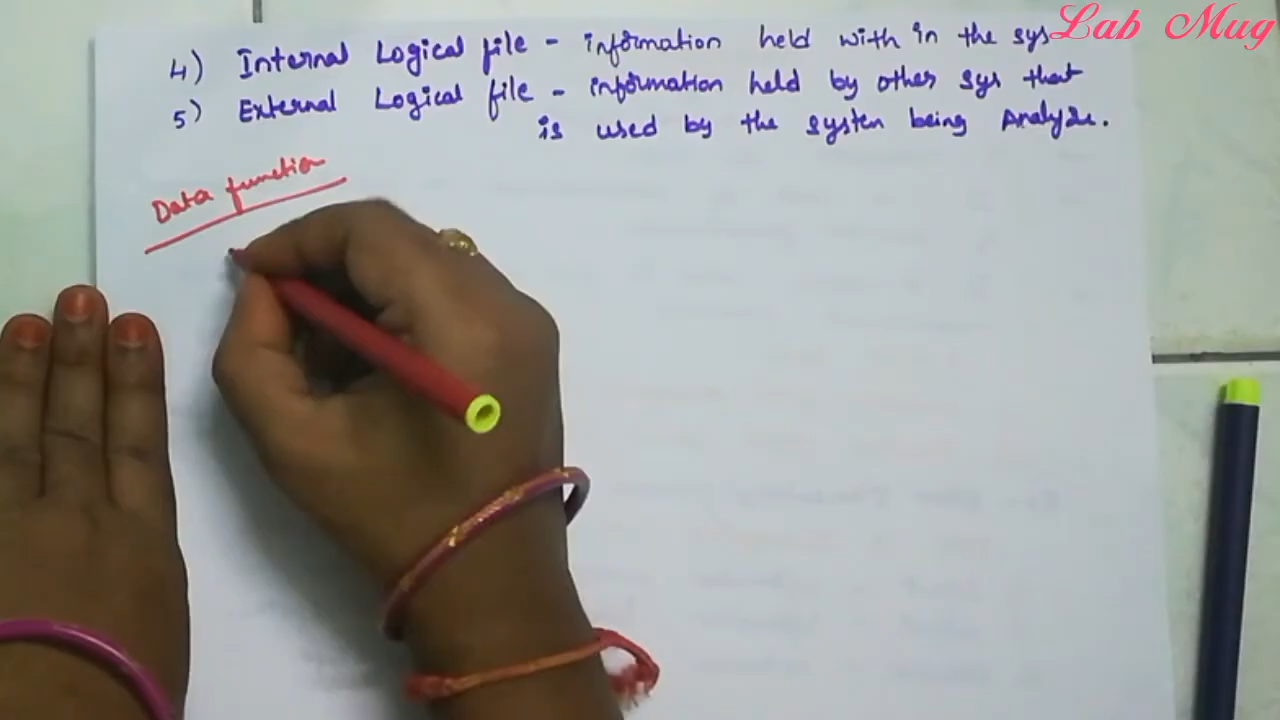 Lab Mug
4) Internal Logical file - information held with in the sys
5) External Logical file - information held by other sys that
is used by the system being Analyze.
Data function